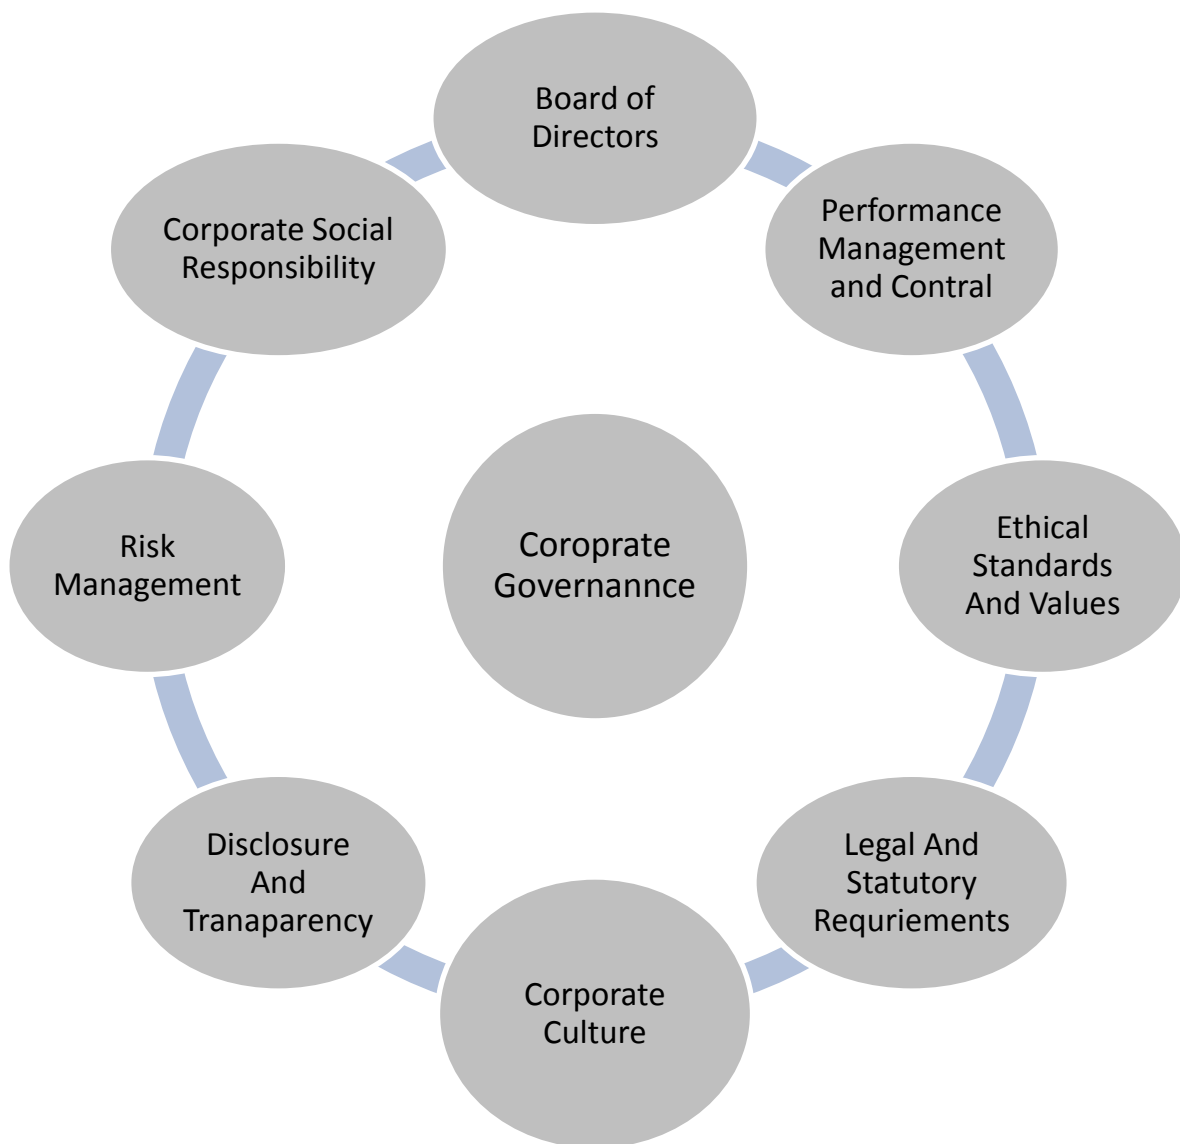 Board of
Directors
Performance
Management
and Contral
Ethical
Standards
And Values
Legal And
Statutory
Requriements
Corporate
Culture
Disclosure
And
Tranaparency
Risk
Management
Corporate Social
Responsibility
Coroprate
Governannce